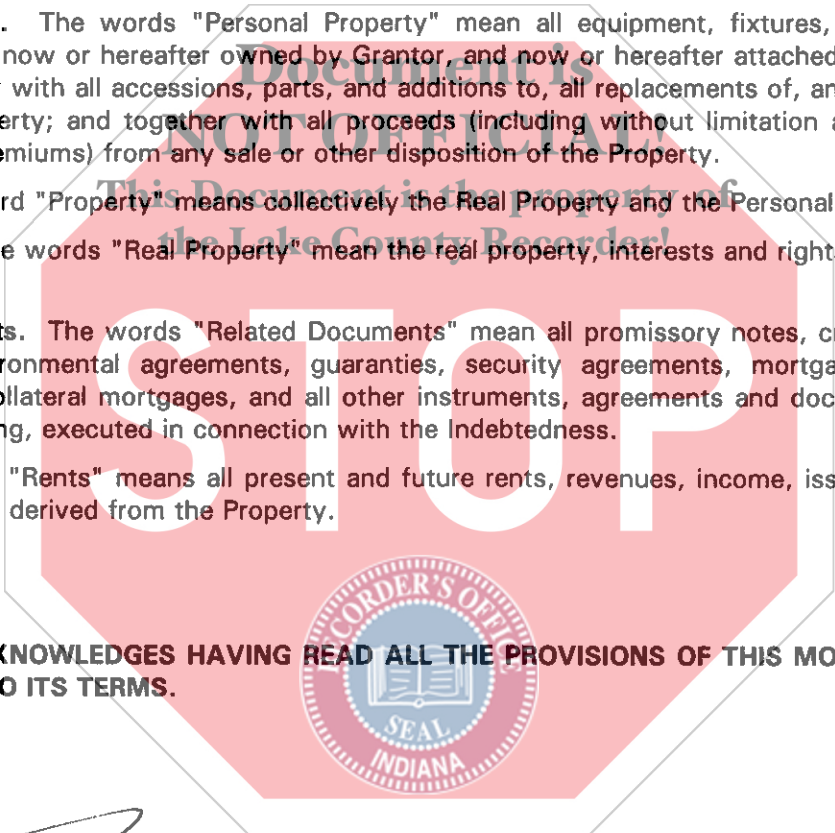 . The words "Personal Property" mean all equipment, fixtures,
now or hereafter owned by Grantor, and now or hereafter attached
with all accessions, parts, and additions to, all replacements of, an
erty; and together with all proceeds (including without limitation a
emiums) from any sale or other disposition of the Property.
rd "Property" means collectively the Real Property and the Personal
e words "Real Property" mean the real property, interests and right
ts. The words "Related Documents" mean all promissory notes, c
ronmental agreements, guaranties, security agreements, mortga
ollateral mortgages, and all other instruments, agreements and doc
ng, executed in connection with the Indebtedness.
"Rents" means all present and future rents, revenues, income, iss
derived from the Property.
KNOWLEDGES HAVING READ ALL THE PROVISIONS OF THIS MO
O ITS TERMS.
Document is
NOT OFFICIAL!
This Document is the property of
the Lake County Recorder!
STOP
RECORDER'S OFFICE
SEAL
INDIANA